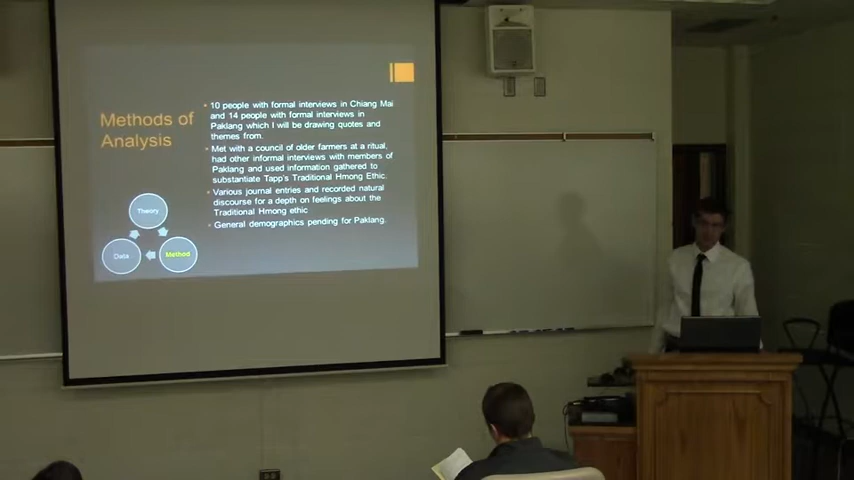 Methods of
Analysis
10 people with formal interviews in Chiang Mai
and 14 people with formal interviews in
Paklang which I will be drawing quotes and
themes from.
Met with a council of older farmers at a ritual,
had other informal interviews with members of
Paklang and used information gathered to
substantiate Tapp's Traditional Hmong Ethic.
Various journal entries and recorded natural
discourse for a depth on feelings about the
Traditional Hmong ethic
General demographics pending for Paklang.
Theory
Data
Method